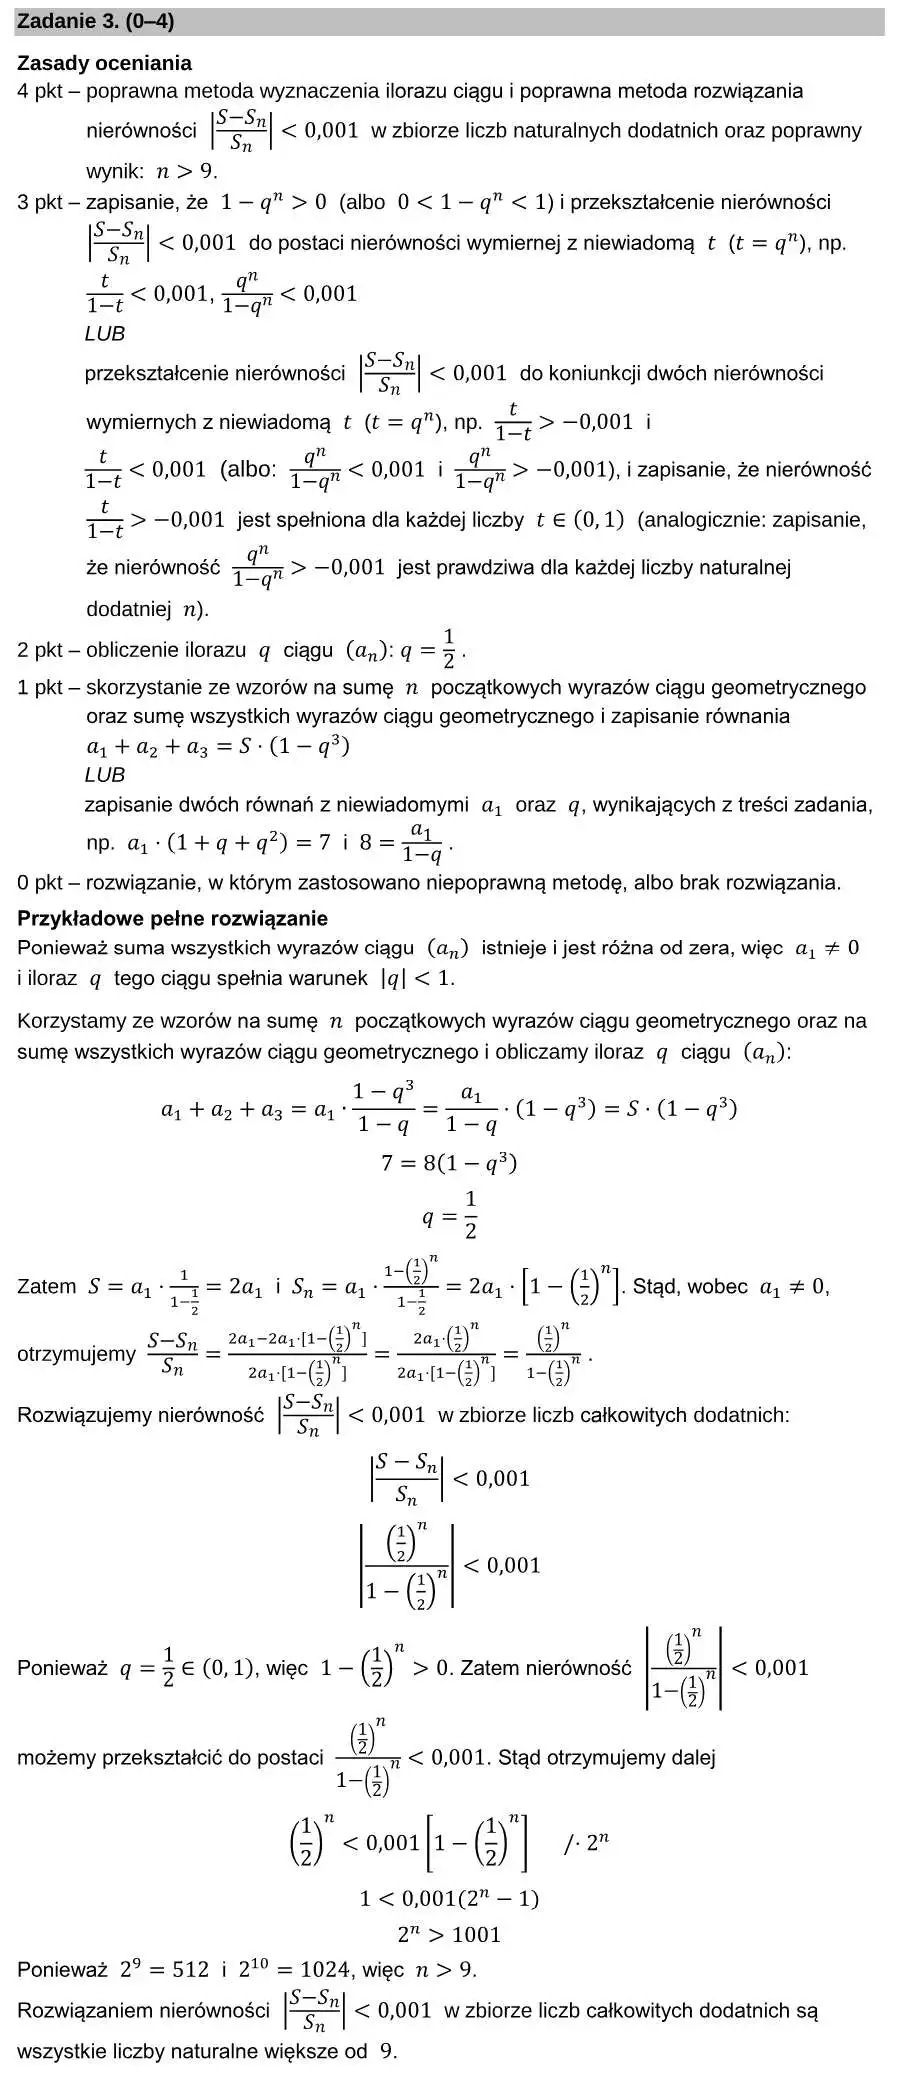 Zadanie 3. (0–4)
Zasady oceniania
4 pkt – poprawna metoda wyznaczenia ilorazu ciągu i poprawna metoda rozwiązania
nierówności |(S−Sₙ)/Sₙ| < 0,001 w zbiorze liczb naturalnych dodatnich oraz poprawny
wynik: n > 9.
3 pkt – zapisanie, że 1 − qⁿ > 0 (albo 0 < 1 − qⁿ < 1) i przekształcenie nierówności
|(S−Sₙ)/Sₙ| < 0,001 do postaci nierówności wymiernej z niewiadomą t (t = qⁿ), np.
t/(1−t) < 0,001, qⁿ/(1−qⁿ) < 0,001
LUB
przekształcenie nierówności |(S−Sₙ)/Sₙ| < 0,001 do koniunkcji dwóch nierówności
wymiernych z niewiadomą t (t = qⁿ), np. t/(1−t) > −0,001 i
t/(1−t) < 0,001 (albo: qⁿ/(1−qⁿ) < 0,001 i qⁿ/(1−qⁿ) > −0,001), i zapisanie, że nierówność
t/(1−t) > −0,001 jest spełniona dla każdej liczby t ∈ (0, 1) (analogicznie: zapisanie,
że nierówność qⁿ/(1−qⁿ) > −0,001 jest prawdziwa dla każdej liczby naturalnej
dodatniej n).
2 pkt – obliczenie ilorazu q ciągu (aₙ): q = 1/2 .
1 pkt – skorzystanie ze wzorów na sumę n początkowych wyrazów ciągu geometrycznego
oraz sumę wszystkich wyrazów ciągu geometrycznego i zapisanie równania
a₁ + a₂ + a₃ = S · (1 − q³)
LUB
zapisanie dwóch równań z niewiadomymi a₁ oraz q, wynikających z treści zadania,
np. a₁ · (1 + q + q²) = 7 i 8 = a₁/(1−q) .
0 pkt – rozwiązanie, w którym zastosowano niepoprawną metodę, albo brak rozwiązania.
Przykładowe pełne rozwiązanie
Ponieważ suma wszystkich wyrazów ciągu (aₙ) istnieje i jest różna od zera, więc a₁ ≠ 0
i iloraz q tego ciągu spełnia warunek |q| < 1.
Korzystamy ze wzorów na sumę n początkowych wyrazów ciągu geometrycznego oraz na
sumę wszystkich wyrazów ciągu geometrycznego i obliczamy iloraz q ciągu (aₙ):
a₁ + a₂ + a₃ = a₁ · (1 − q³)/(1 − q) = a₁/(1 − q) · (1 − q³) = S · (1 − q³)
7 = 8(1 − q³)
q = 1/2
Zatem S = a₁ · 1/(1−1/2) = 2a₁ i Sₙ = a₁ · (1−(1/2)ⁿ)/(1−1/2) = 2a₁ · [1 − (1/2)ⁿ]. Stąd, wobec a₁ ≠ 0,
otrzymujemy (S−Sₙ)/Sₙ = (2a₁−2a₁·[1−(1/2)ⁿ])/(2a₁·[1−(1/2)ⁿ]) = (2a₁·(1/2)ⁿ)/(2a₁·[1−(1/2)ⁿ]) = (1/2)ⁿ/(1−(1/2)ⁿ) .
Rozwiązujemy nierówność |(S−Sₙ)/Sₙ| < 0,001 w zbiorze liczb całkowitych dodatnich:
|(S − Sₙ)/Sₙ| < 0,001
|(1/2)ⁿ/(1 − (1/2)ⁿ)| < 0,001
Ponieważ q = 1/2 ∈ (0, 1), więc 1 − (1/2)ⁿ > 0. Zatem nierówność |(1/2)ⁿ/(1−(1/2)ⁿ)| < 0,001
możemy przekształcić do postaci (1/2)ⁿ/(1−(1/2)ⁿ) < 0,001. Stąd otrzymujemy dalej
(1/2)ⁿ < 0,001 [1 − (1/2)ⁿ] /· 2ⁿ
1 < 0,001(2ⁿ − 1)
2ⁿ > 1001
Ponieważ 2⁹ = 512 i 2¹⁰ = 1024, więc n > 9.
Rozwiązaniem nierówności |(S−Sₙ)/Sₙ| < 0,001 w zbiorze liczb całkowitych dodatnich są
wszystkie liczby naturalne większe od 9.